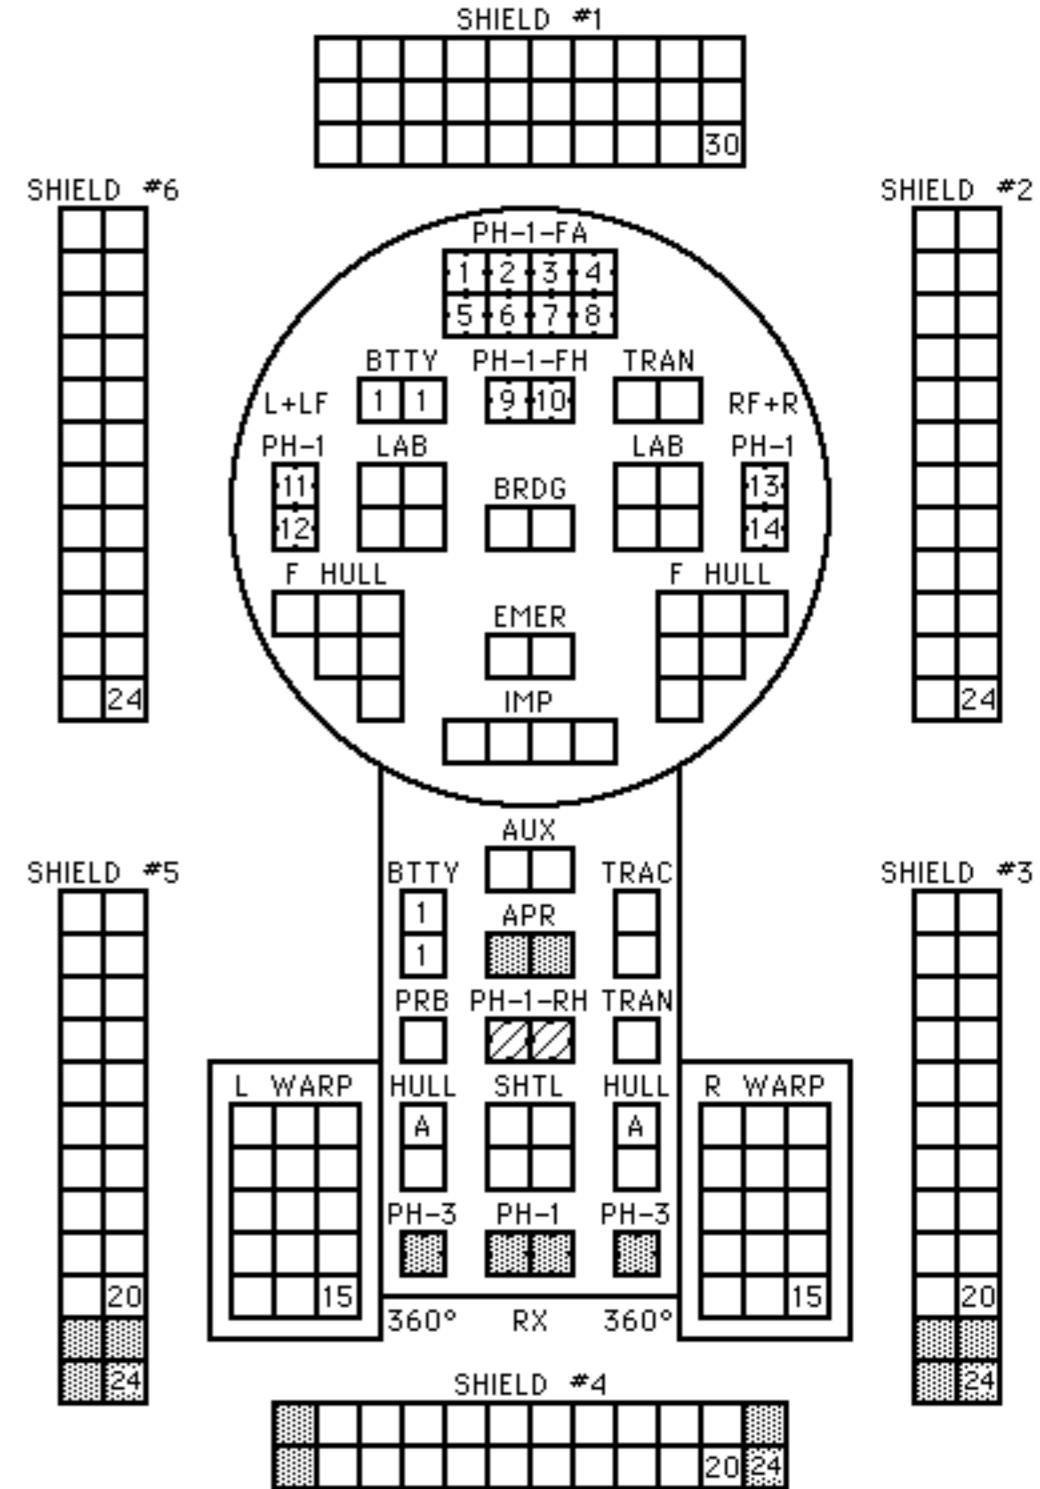 SHIELD #1
30
SHIELD #6
SHIELD #2
PH-1-FA
1 2 3 4
5 6 7 8
BTTY PH-1-FH TRAN
L+LF 1 1 9 10 RF+R
PH-1 LAB LAB PH-1
11 BRDG 13
12 14
F HULL F HULL
EMER
24 IMP 24
AUX
SHIELD #5 BTTY TRAC SHIELD #3
1 APR
1
PRB PH-1-RH TRAN
L WARP HULL SHTL HULL R WARP
A A
PH-3 PH-1 PH-3
20 15 15 20
360° RX 360°
24 24
SHIELD #4
20 24